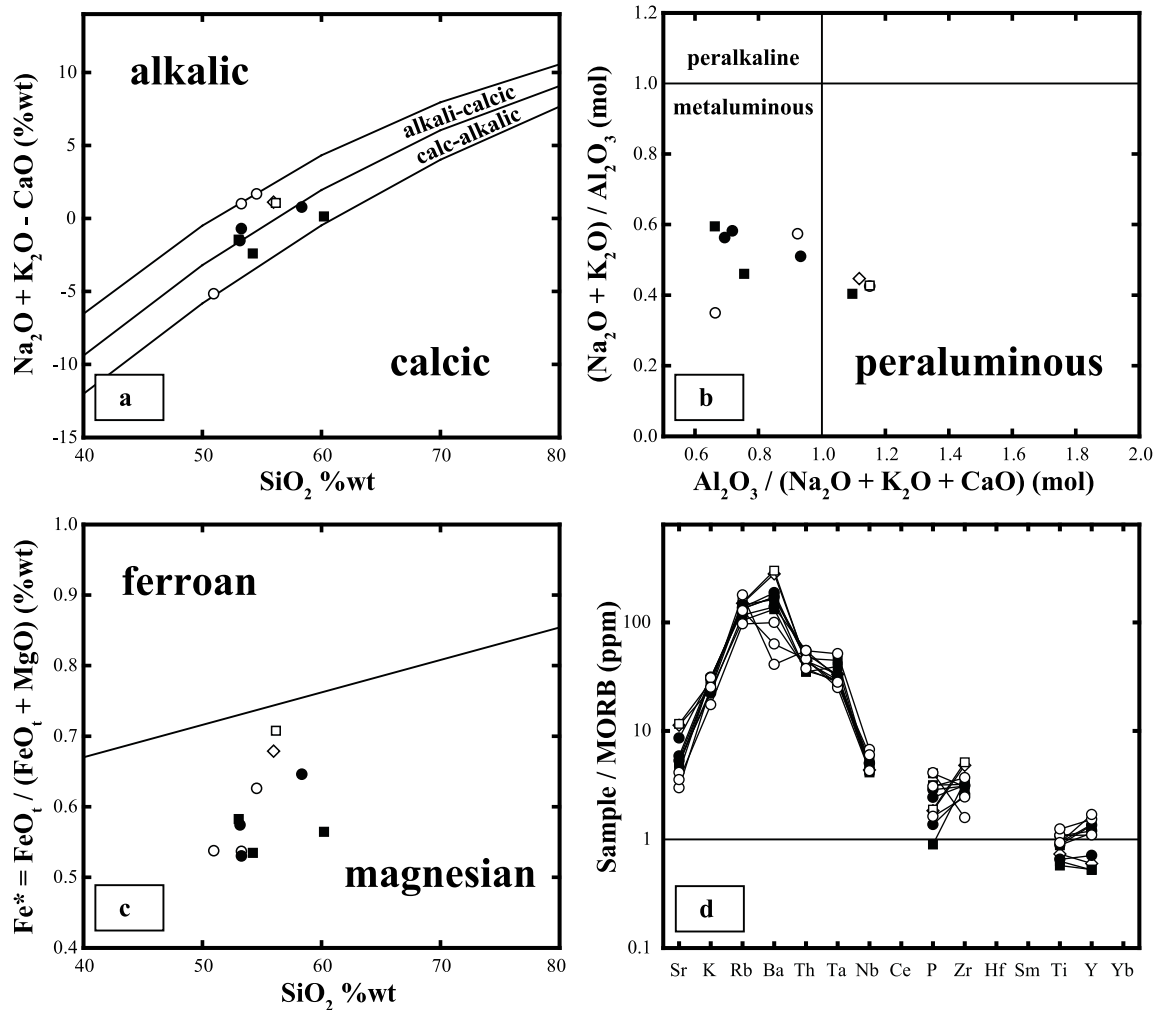 alkalic
alkali-calcic
calc-alkalic
calcic
a
10
5
0
-5
-10
-15
40 50 60 70 80
SiO₂ %wt
Na₂O + K₂O - CaO (%wt)
peralkaline
metaluminous
peraluminous
b
1.2
1.0
0.8
0.6
0.4
0.2
0.0
0.6 0.8 1.0 1.2 1.4 1.6 1.8 2.0
Al₂O₃ / (Na₂O + K₂O + CaO) (mol)
(Na₂O + K₂O) / Al₂O₃ (mol)
ferroan
magnesian
c
1.0
0.9
0.8
0.7
0.6
0.5
0.4
40 50 60 70 80
SiO₂ %wt
Fe* = FeOₜ / (FeOₜ + MgO) (%wt)
d
100
10
1
0.1
Sr K Rb Ba Th Ta Nb Ce P Zr Hf Sm Ti Y Yb
Sample / MORB (ppm)